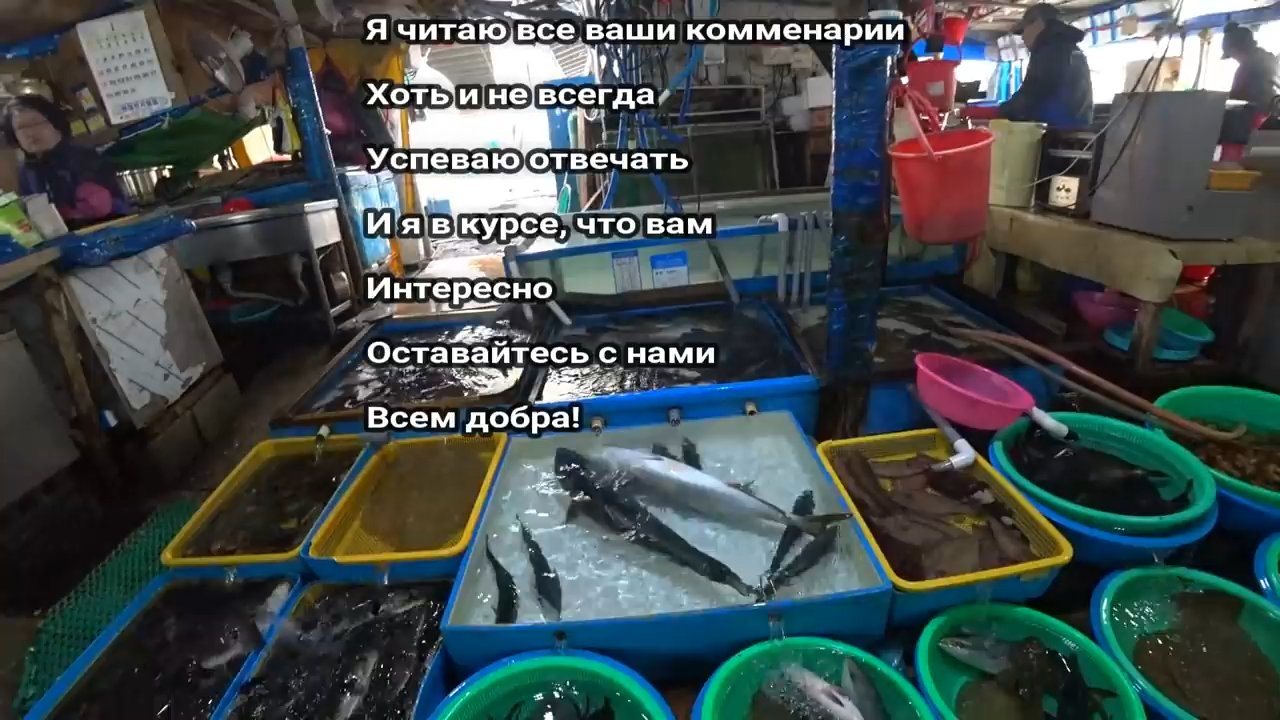 Я читаю все ваши комменарии
Хоть и не всегда
Успеваю отвечать
И я в курсе, что вам
Интересно
Оставайтесь с нами
Всем добра!